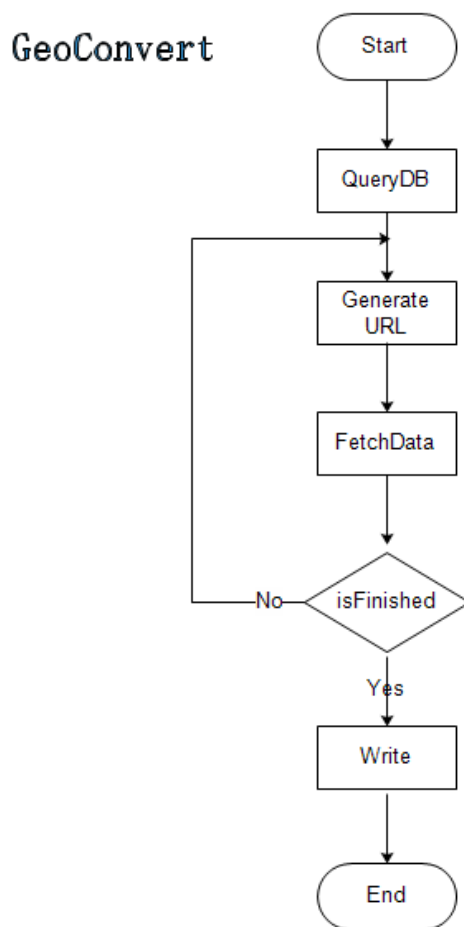 GeoConvert
Start
QueryDB
Generate
URL
FetchData
isFinished
No
Yes
Write
End